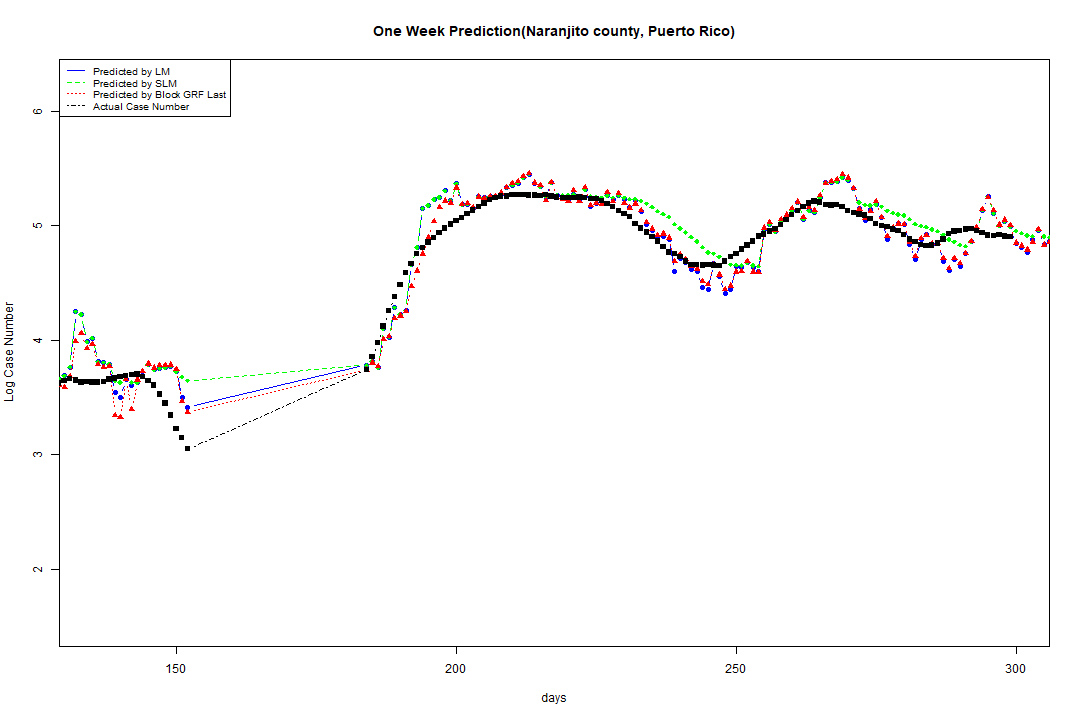 One Week Prediction(Naranjito county, Puerto Rico)
Predicted by LM
Predicted by SLM
Predicted by Block GRF Last
Actual Case Number
6
5
4
3
2
Log Case Number
150
200
250
300
days